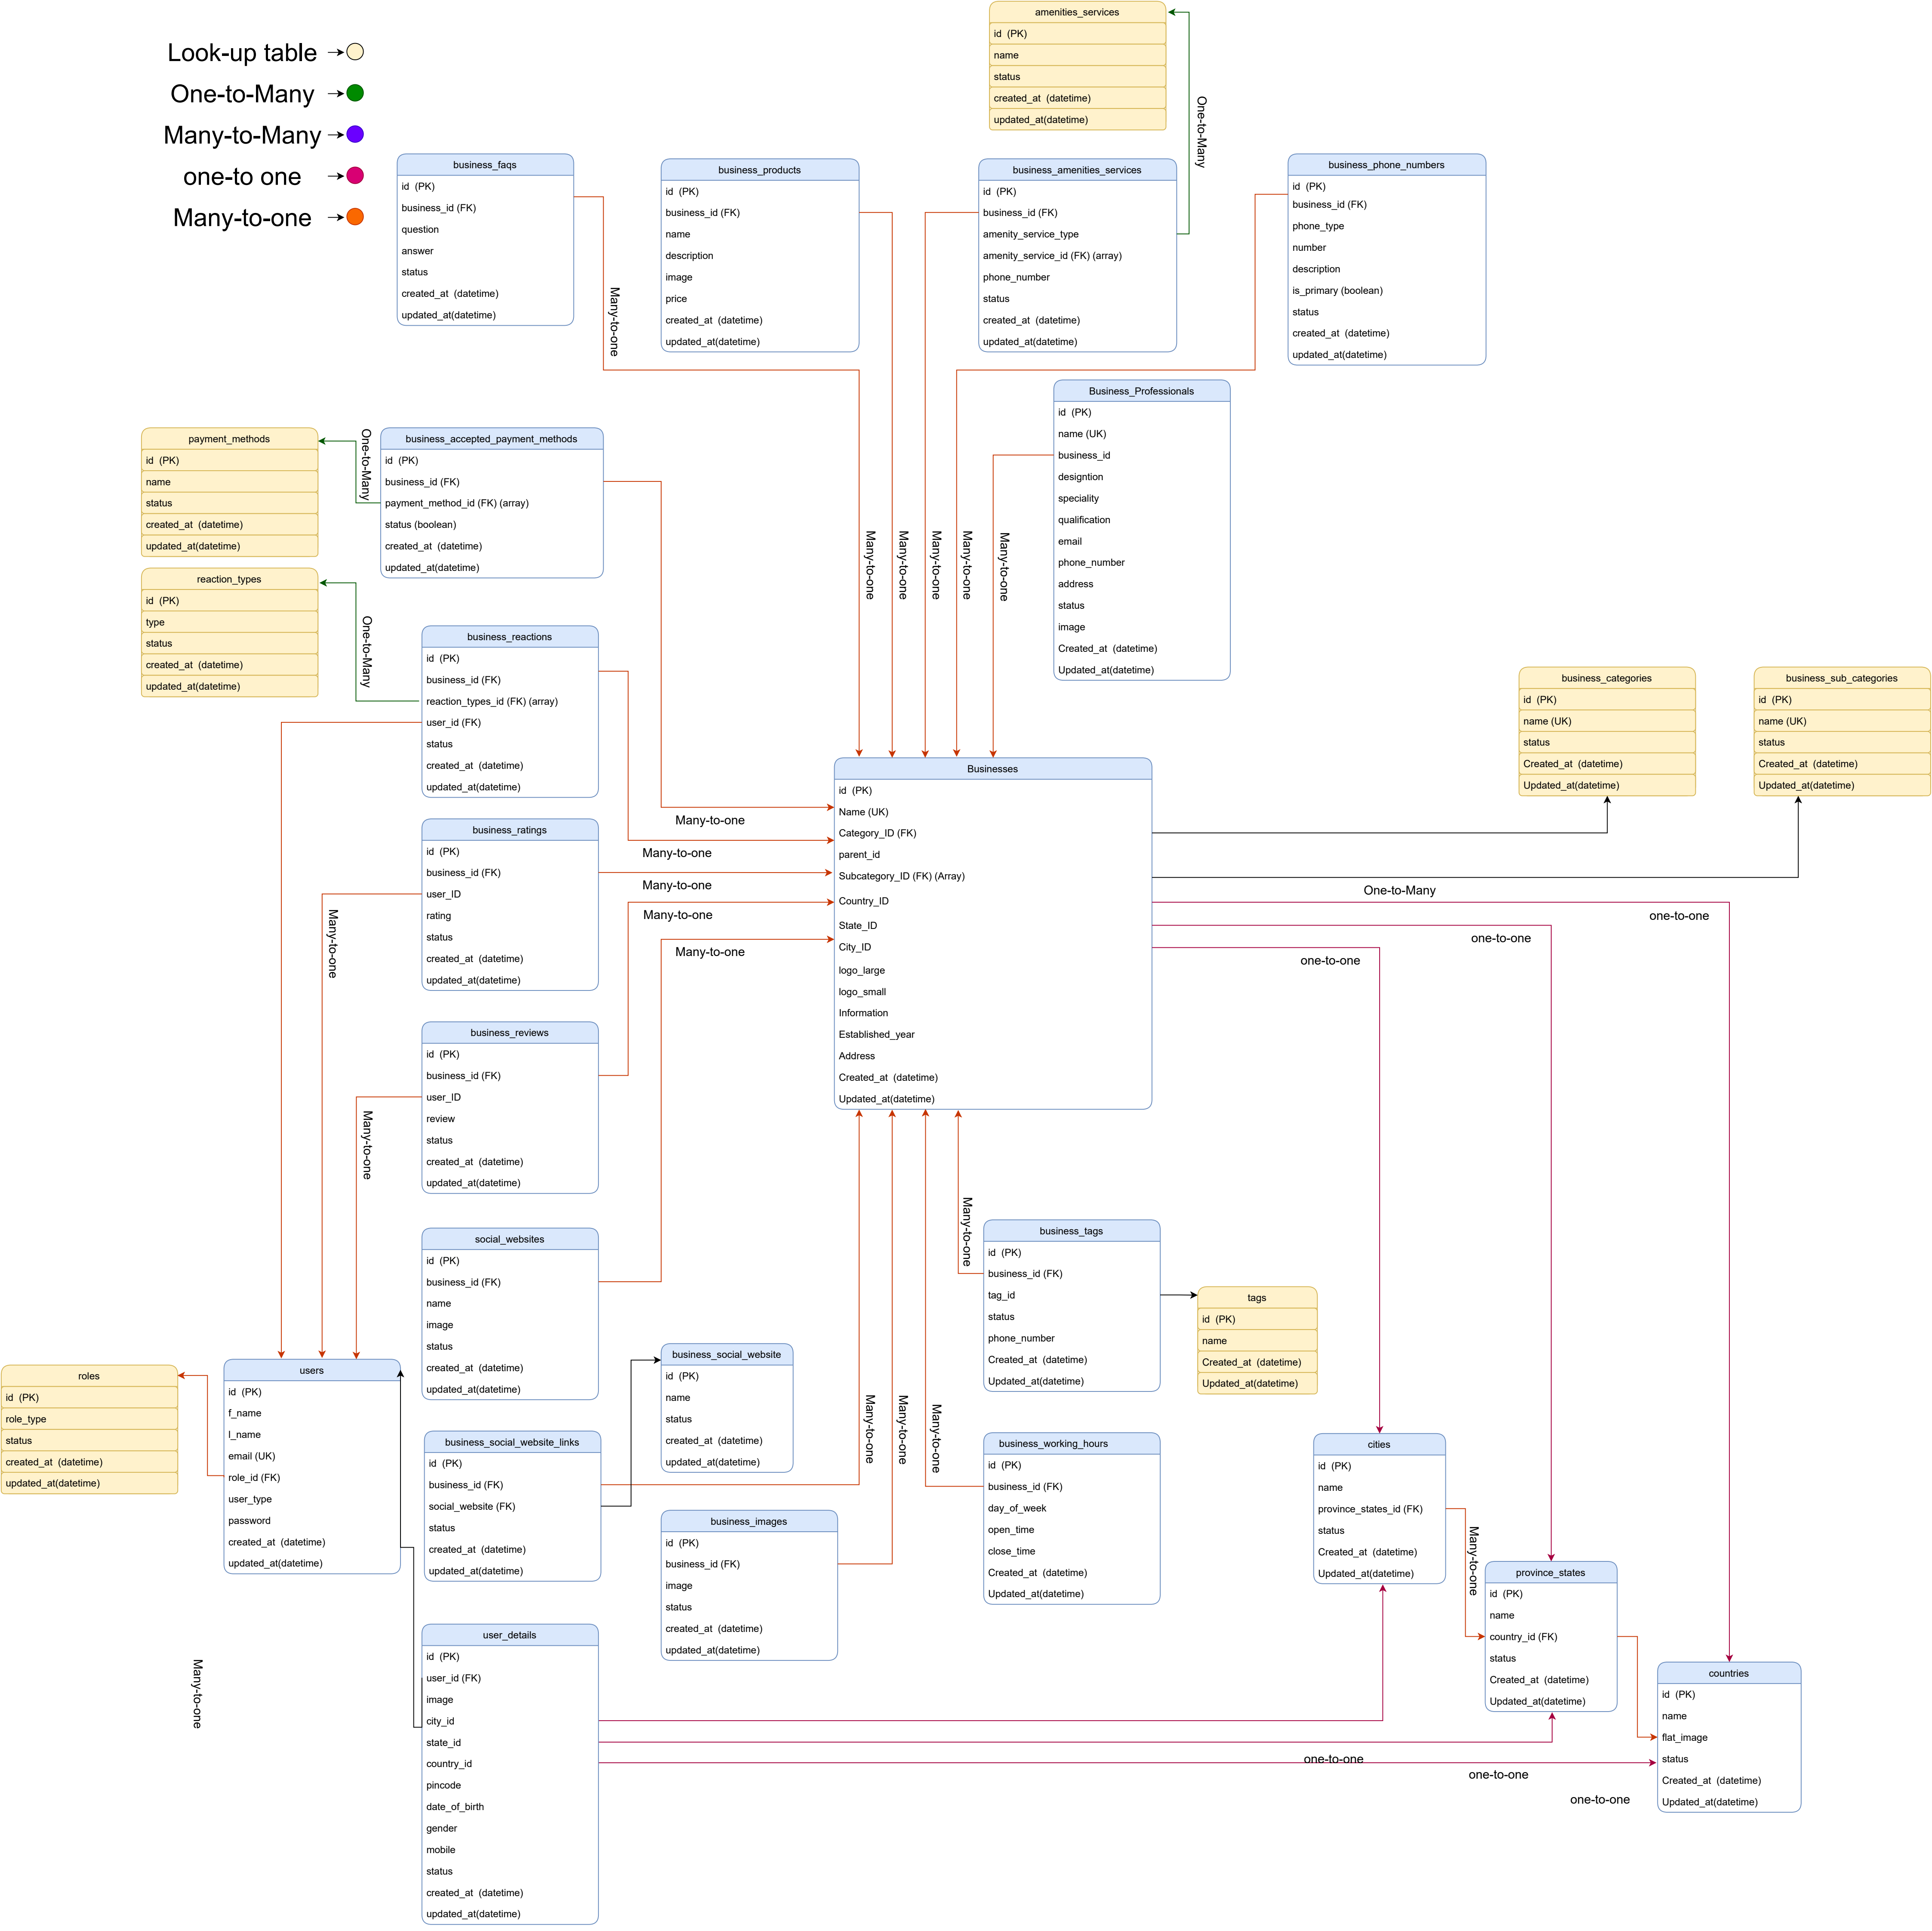 Look-up table
One-to-Many
Many-to-Many
one-to one
Many-to-one
amenities_services
id  (PK)
name
status
created_at  (datetime)
updated_at(datetime)
One-to-Many
business_faqs
id  (PK)
business_id (FK)
question
answer
status
created_at  (datetime)
updated_at(datetime)
Many-to-one
business_products
id  (PK)
business_id (FK)
name
description
image
price
created_at  (datetime)
updated_at(datetime)
business_amenities_services
id  (PK)
business_id (FK)
amenity_service_type
amenity_service_id (FK) (array)
phone_number
status
created_at  (datetime)
updated_at(datetime)
business_phone_numbers
id  (PK)
business_id (FK)
phone_type
number
description
is_primary (boolean)
status
created_at  (datetime)
updated_at(datetime)
Business_Professionals
id  (PK)
name (UK)
business_id
designtion
speciality
qualification
email
phone_number
address
status
image
Created_at  (datetime)
Updated_at(datetime)
payment_methods
id  (PK)
name
status
created_at  (datetime)
updated_at(datetime)
One-to-Many
business_accepted_payment_methods
id  (PK)
business_id (FK)
payment_method_id (FK) (array)
status (boolean)
created_at  (datetime)
updated_at(datetime)
Many-to-one
Many-to-one
Many-to-one
Many-to-one
Many-to-one
reaction_types
id  (PK)
type
status
created_at  (datetime)
updated_at(datetime)
One-to-Many
business_reactions
id  (PK)
business_id (FK)
reaction_types_id (FK) (array)
user_id (FK)
status
created_at  (datetime)
updated_at(datetime)
business_categories
id  (PK)
name (UK)
status
Created_at  (datetime)
Updated_at(datetime)
business_sub_categories
id  (PK)
name (UK)
status
Created_at  (datetime)
Updated_at(datetime)
Businesses
id  (PK)
Name (UK)
Category_ID (FK)
parent_id
Subcategory_ID (FK) (Array)
Country_ID
State_ID
City_ID
logo_large
logo_small
Information
Established_year
Address
Created_at  (datetime)
Updated_at(datetime)
Many-to-one
Many-to-one
Many-to-one
Many-to-one
Many-to-one
One-to-Many
one-to-one
one-to-one
one-to-one
business_ratings
id  (PK)
business_id (FK)
user_ID
rating
status
created_at  (datetime)
updated_at(datetime)
Many-to-one
business_reviews
id  (PK)
business_id (FK)
user_ID
review
status
created_at  (datetime)
updated_at(datetime)
Many-to-one
social_websites
id  (PK)
business_id (FK)
name
image
status
created_at  (datetime)
updated_at(datetime)
Many-to-one
business_tags
id  (PK)
business_id (FK)
tag_id
status
phone_number
Created_at  (datetime)
Updated_at(datetime)
tags
id  (PK)
name
Created_at  (datetime)
Updated_at(datetime)
roles
id  (PK)
role_type
status
created_at  (datetime)
updated_at(datetime)
users
id  (PK)
f_name
l_name
email (UK)
role_id (FK)
user_type
password
created_at  (datetime)
updated_at(datetime)
business_social_website
id  (PK)
name
status
created_at  (datetime)
updated_at(datetime)
Many-to-one
Many-to-one
Many-to-one
business_social_website_links
id  (PK)
business_id (FK)
social_website (FK)
status
created_at  (datetime)
updated_at(datetime)
business_working_hours
id  (PK)
business_id (FK)
day_of_week
open_time
close_time
Created_at  (datetime)
Updated_at(datetime)
business_images
id  (PK)
business_id (FK)
image
status
created_at  (datetime)
updated_at(datetime)
cities
id  (PK)
name
province_states_id (FK)
status
Created_at  (datetime)
Updated_at(datetime)
Many-to-one
province_states
id  (PK)
name
country_id (FK)
status
Created_at  (datetime)
Updated_at(datetime)
countries
id  (PK)
name
flat_image
status
Created_at  (datetime)
Updated_at(datetime)
Many-to-one
user_details
id  (PK)
user_id (FK)
image
city_id
state_id
country_id
pincode
date_of_birth
gender
mobile
status
created_at  (datetime)
updated_at(datetime)
one-to-one
one-to-one
one-to-one